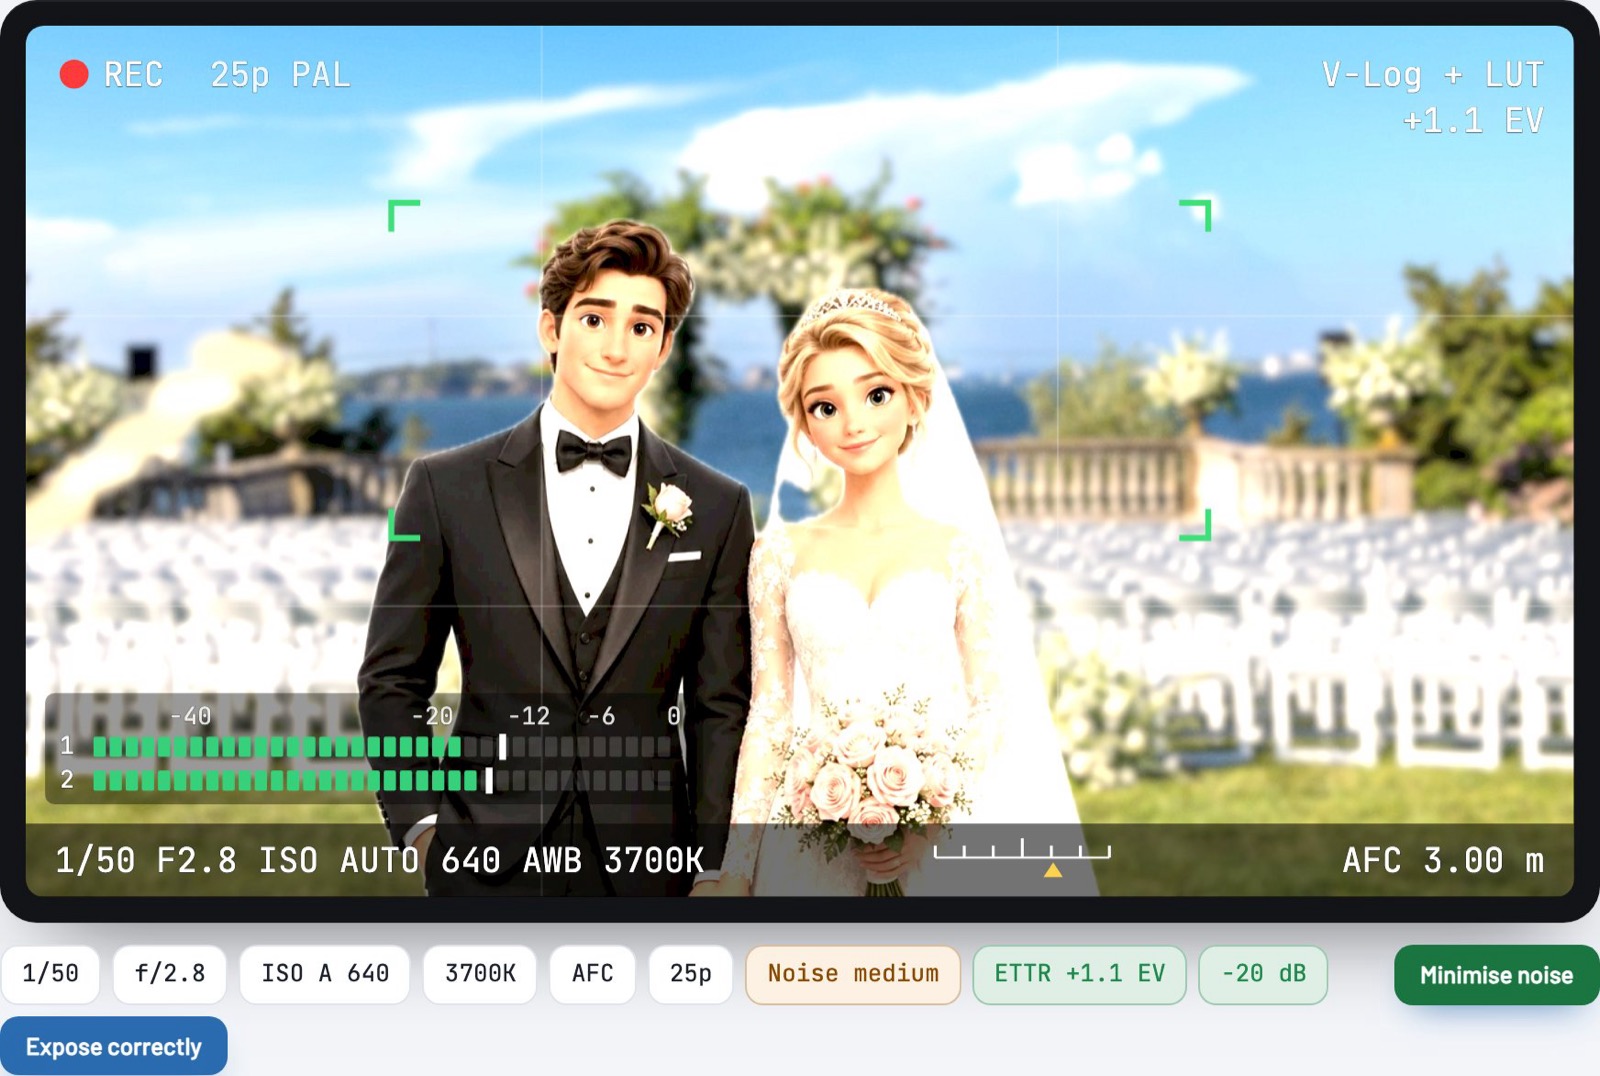 REC 25p PAL
V-Log + LUT
+1.1 EV
-40 -20 -12 -6 0
1
2
1/50 F2.8 ISO AUTO 640 AWB 3700K
AFC 3.00 m
1/50 f/2.8 ISO A 640 3700K AFC 25p Noise medium ETTR +1.1 EV -20 dB Minimise noise
Expose correctly